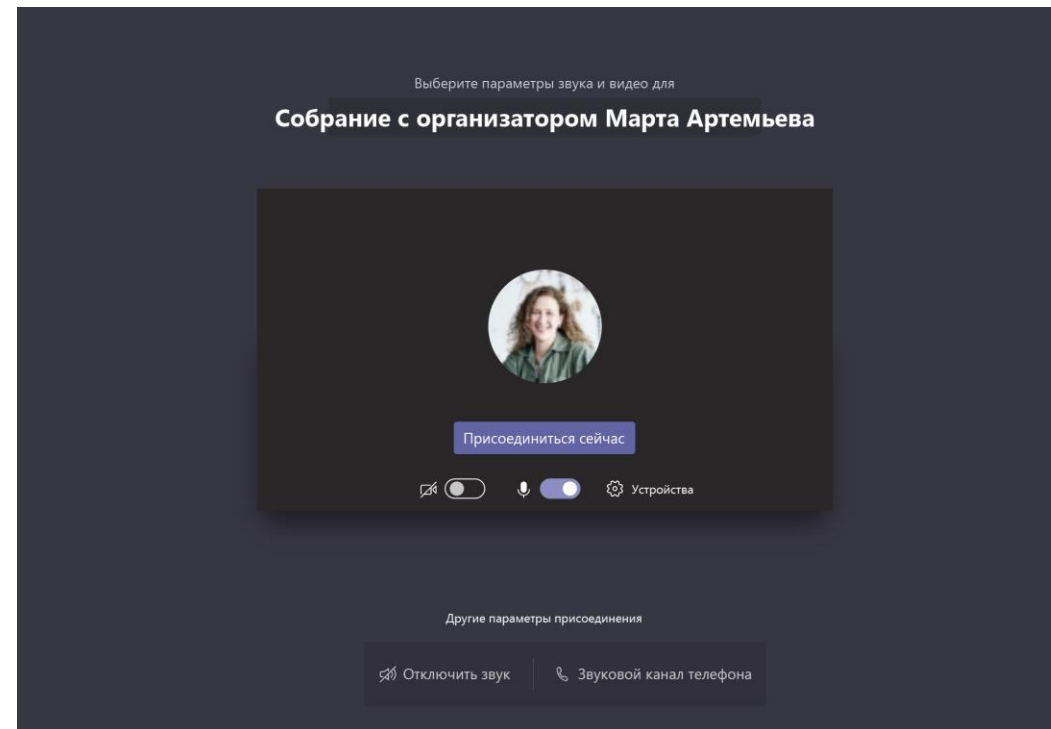 Выберите параметры звука и видео для
Собрание с организатором Марта Артемьева
Присоединиться сейчас
Устройства
Другие параметры присоединения
Отключить звук
Звуковой канал телефона